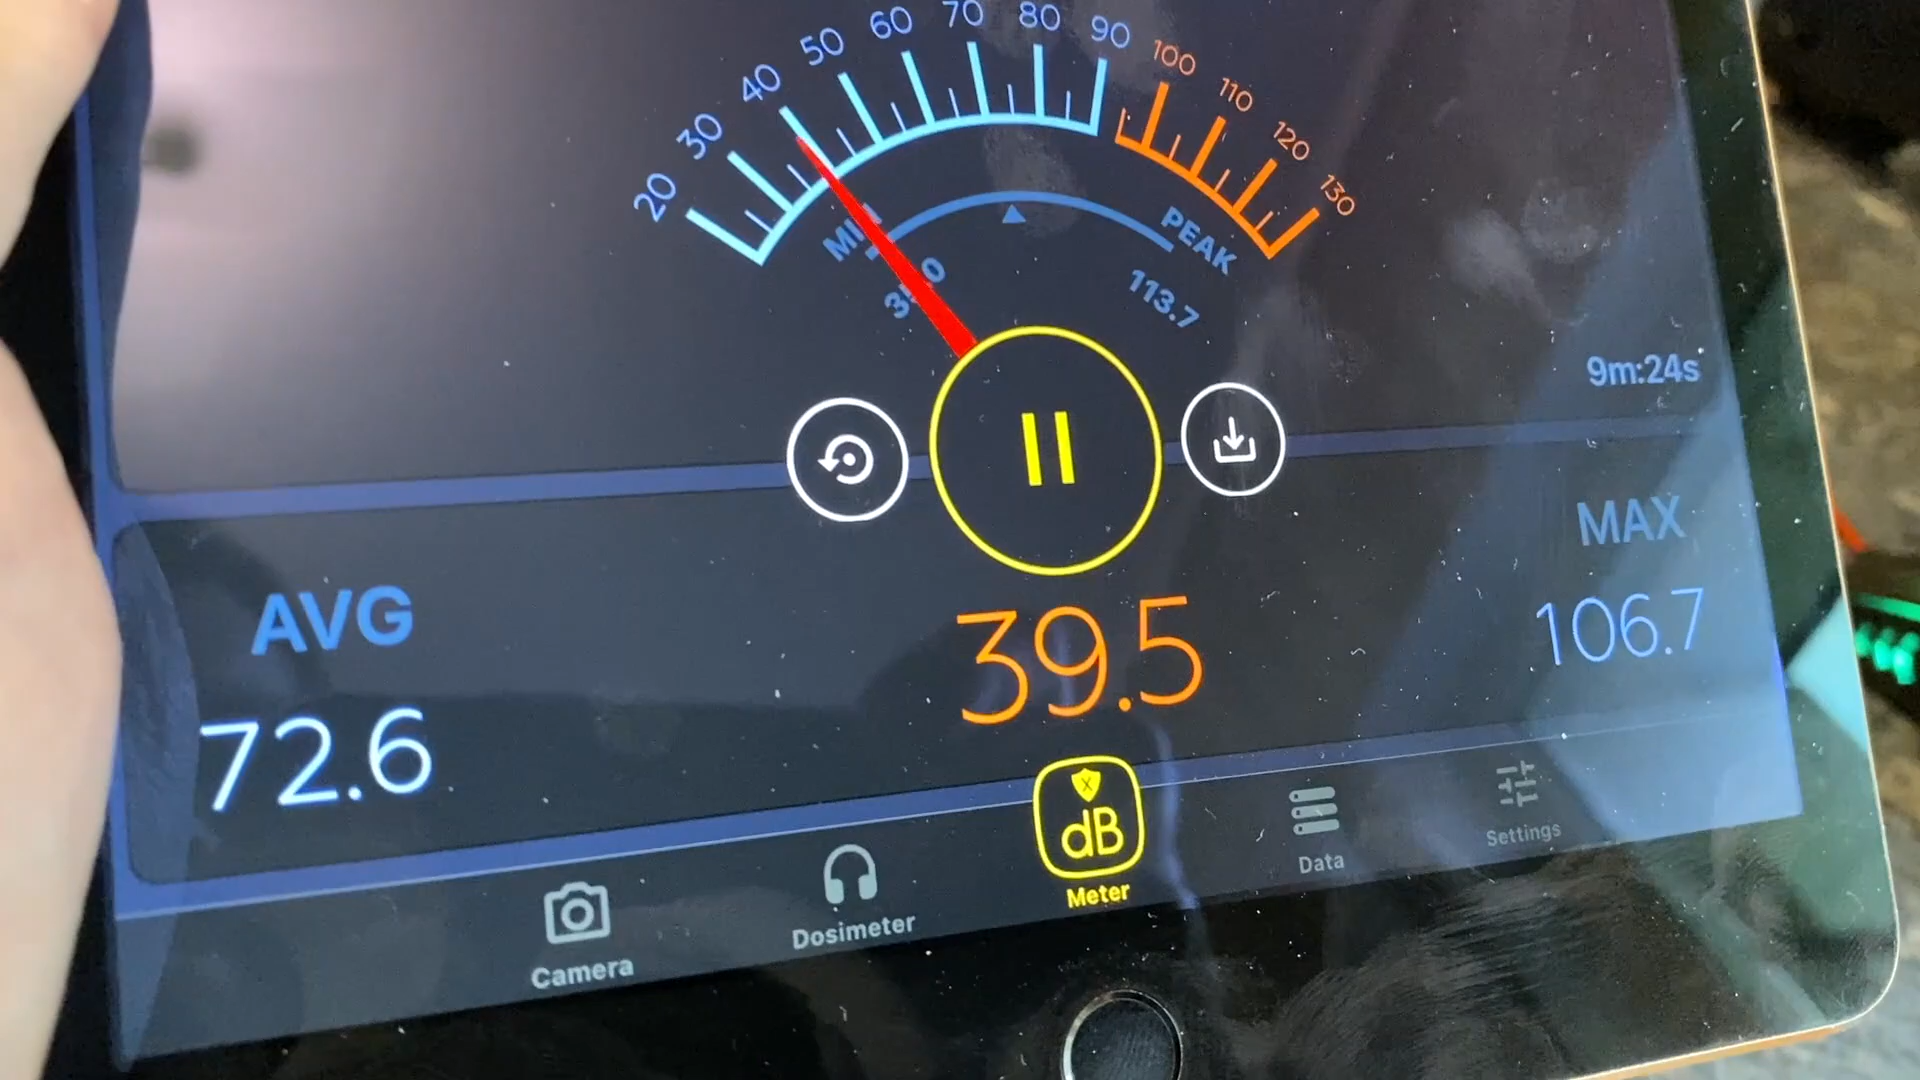 20 30 40 50 60 70 80 90 100 110 120 130
PEAK
113.7
9m:24s
AVG
72.6
39.5
MAX
106.7
dB
Camera
Dosimeter
Meter
Data
Settings